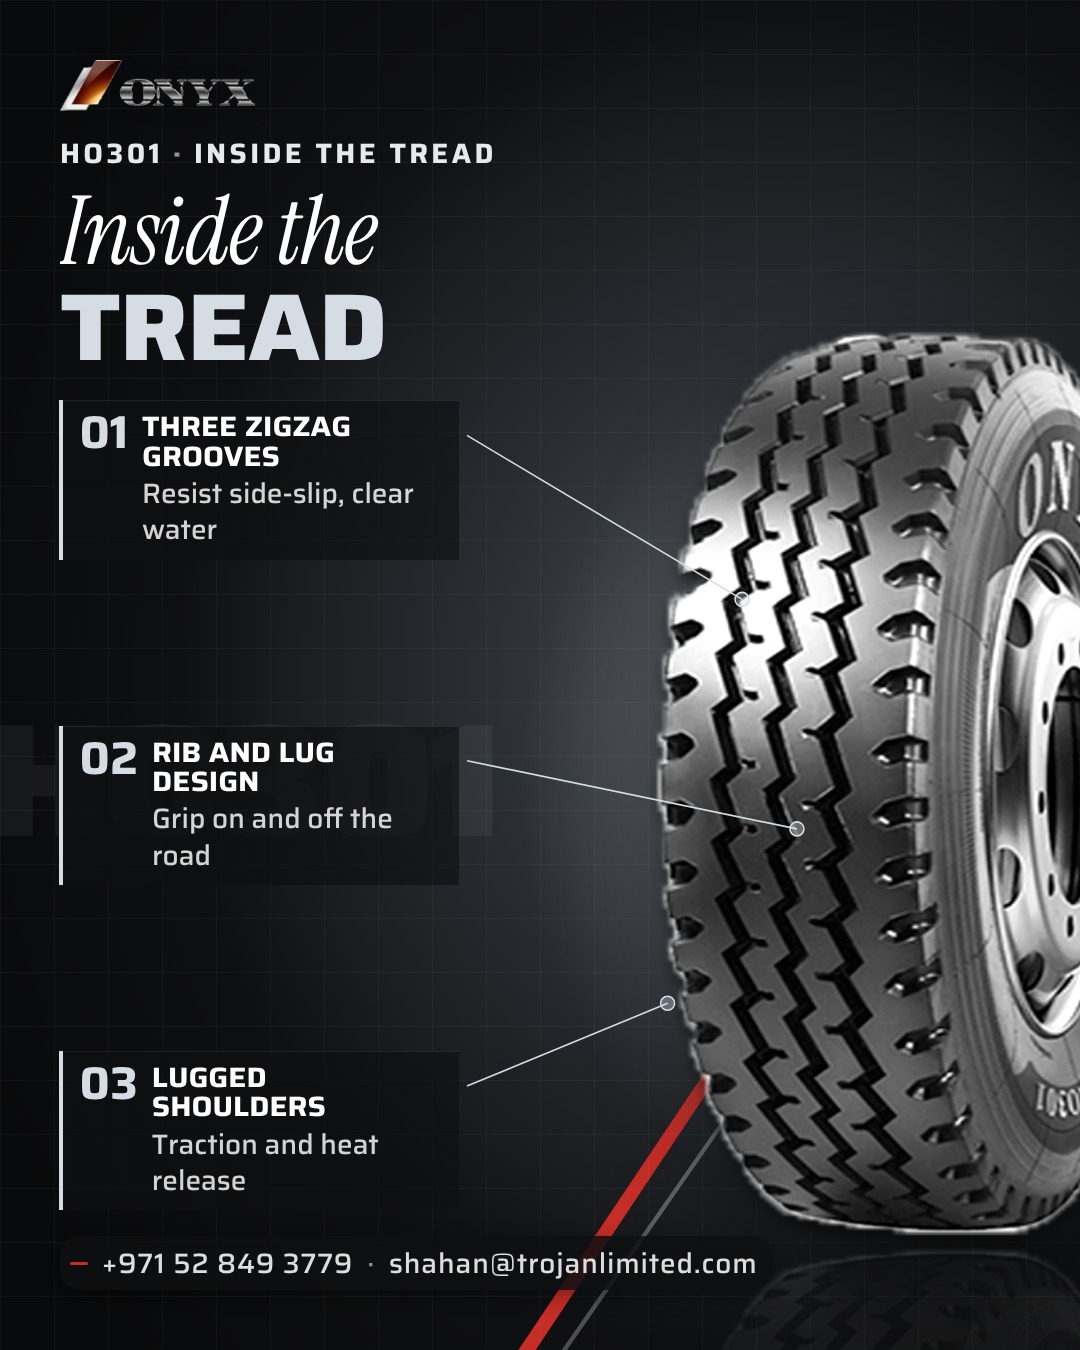 ONYX
HO301 · INSIDE THE TREAD
Inside the
TREAD
01 THREE ZIGZAG
GROOVES
Resist side-slip, clear
water
02 RIB AND LUG
DESIGN
Grip on and off the
road
03 LUGGED
SHOULDERS
Traction and heat
release
+971 52 849 3779 · shahan@trojanlimited.com